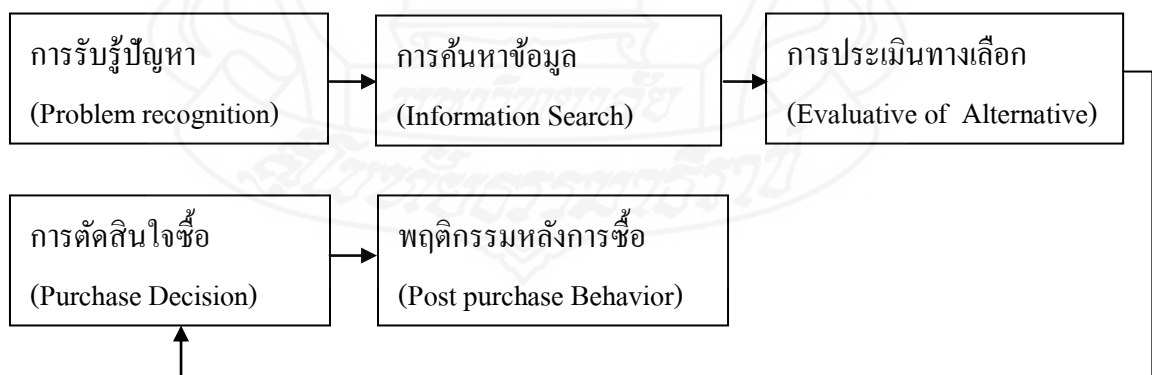 การรับรู้ปัญหา
(Problem recognition)
การค้นหาข้อมูล
(Information Search)
การประเมินทางเลือก
(Evaluative of Alternative)
การตัดสินใจซื้อ
(Purchase Decision)
พฤติกรรมหลังการซื้อ
(Post purchase Behavior)